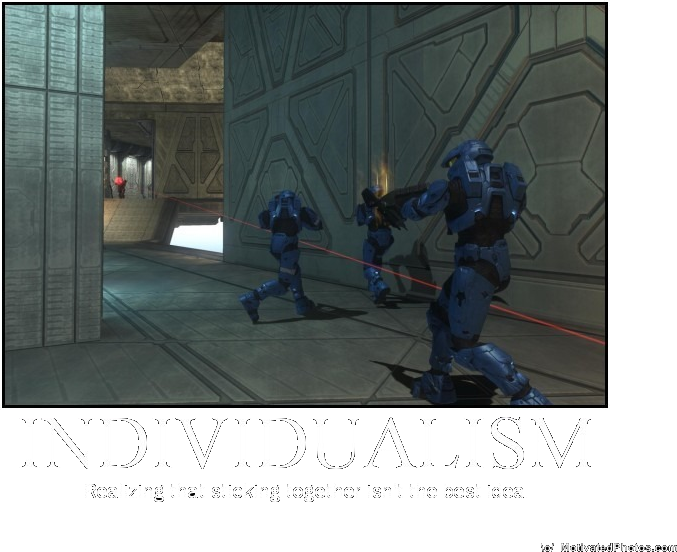 INDIVIDUALISM
Realizing that sticking together isn't the best idea
MotivatedPhotos.com